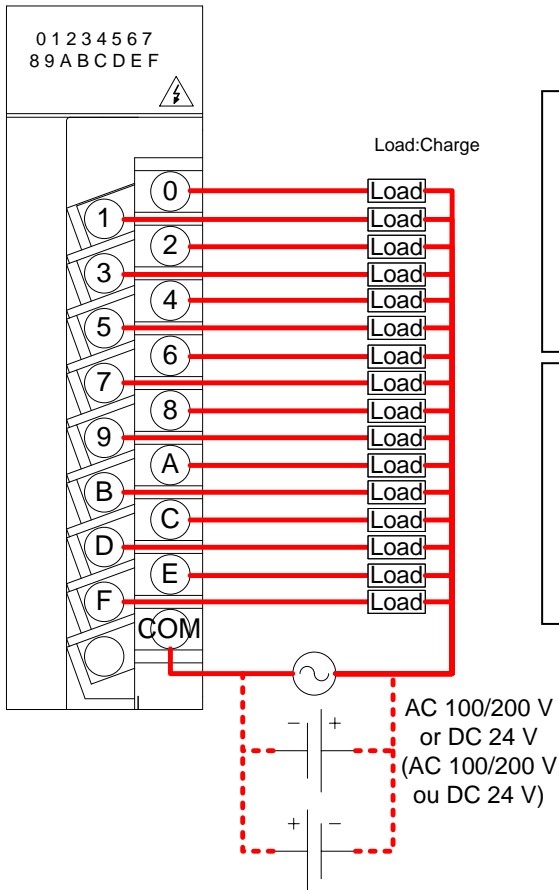 0 1 2 3 4 5 6 7
8 9 A B C D E F
Load:Charge
0 Load
1 Load
2 Load
3 Load
4 Load
5 Load
6 Load
7 Load
8 Load
9 Load
A Load
B Load
C Load
D Load
E Load
F Load
COM
− +
+ −
AC 100/200 V
or DC 24 V
(AC 100/200 V
ou DC 24 V)